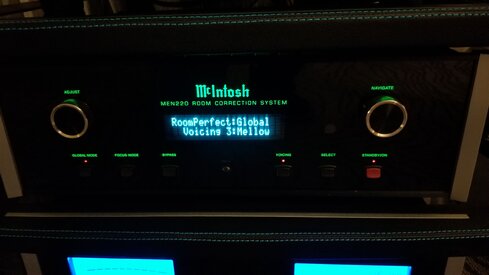 McIntosh
ADJUST
NAVIGATE
MEN220 ROOM CORRECTION SYSTEM
RoomPerfect:Global
Voicing 3:Mellow
GLOBAL MODE
FOCUS MODE
BYPASS
VOICING
SELECT
STANDBY/ON